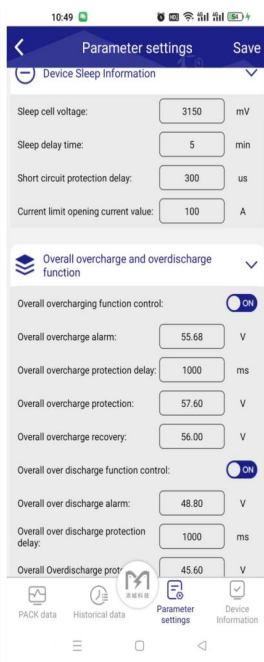 10:49
54
Parameter settings
Save
Device Sleep Information
Sleep cell voltage:
3150
mV
Sleep delay time:
5
min
Short circuit protection delay:
300
us
Current limit opening current value:
100
A
Overall overcharge and overdischarge
function
Overall overcharging function control:
ON
Overall overcharge alarm:
55.68
V
Overall overcharge protection delay:
1000
ms
Overall overcharge protection:
57.60
V
Overall overcharge recovery:
56.00
V
Overall over discharge function control:
ON
Overall over discharge alarm:
48.80
V
Overall over discharge protection
delay:
1000
ms
Overall Overdischarge
45.60
V
PACK data
Historical data
Parameter
settings
Device
Information